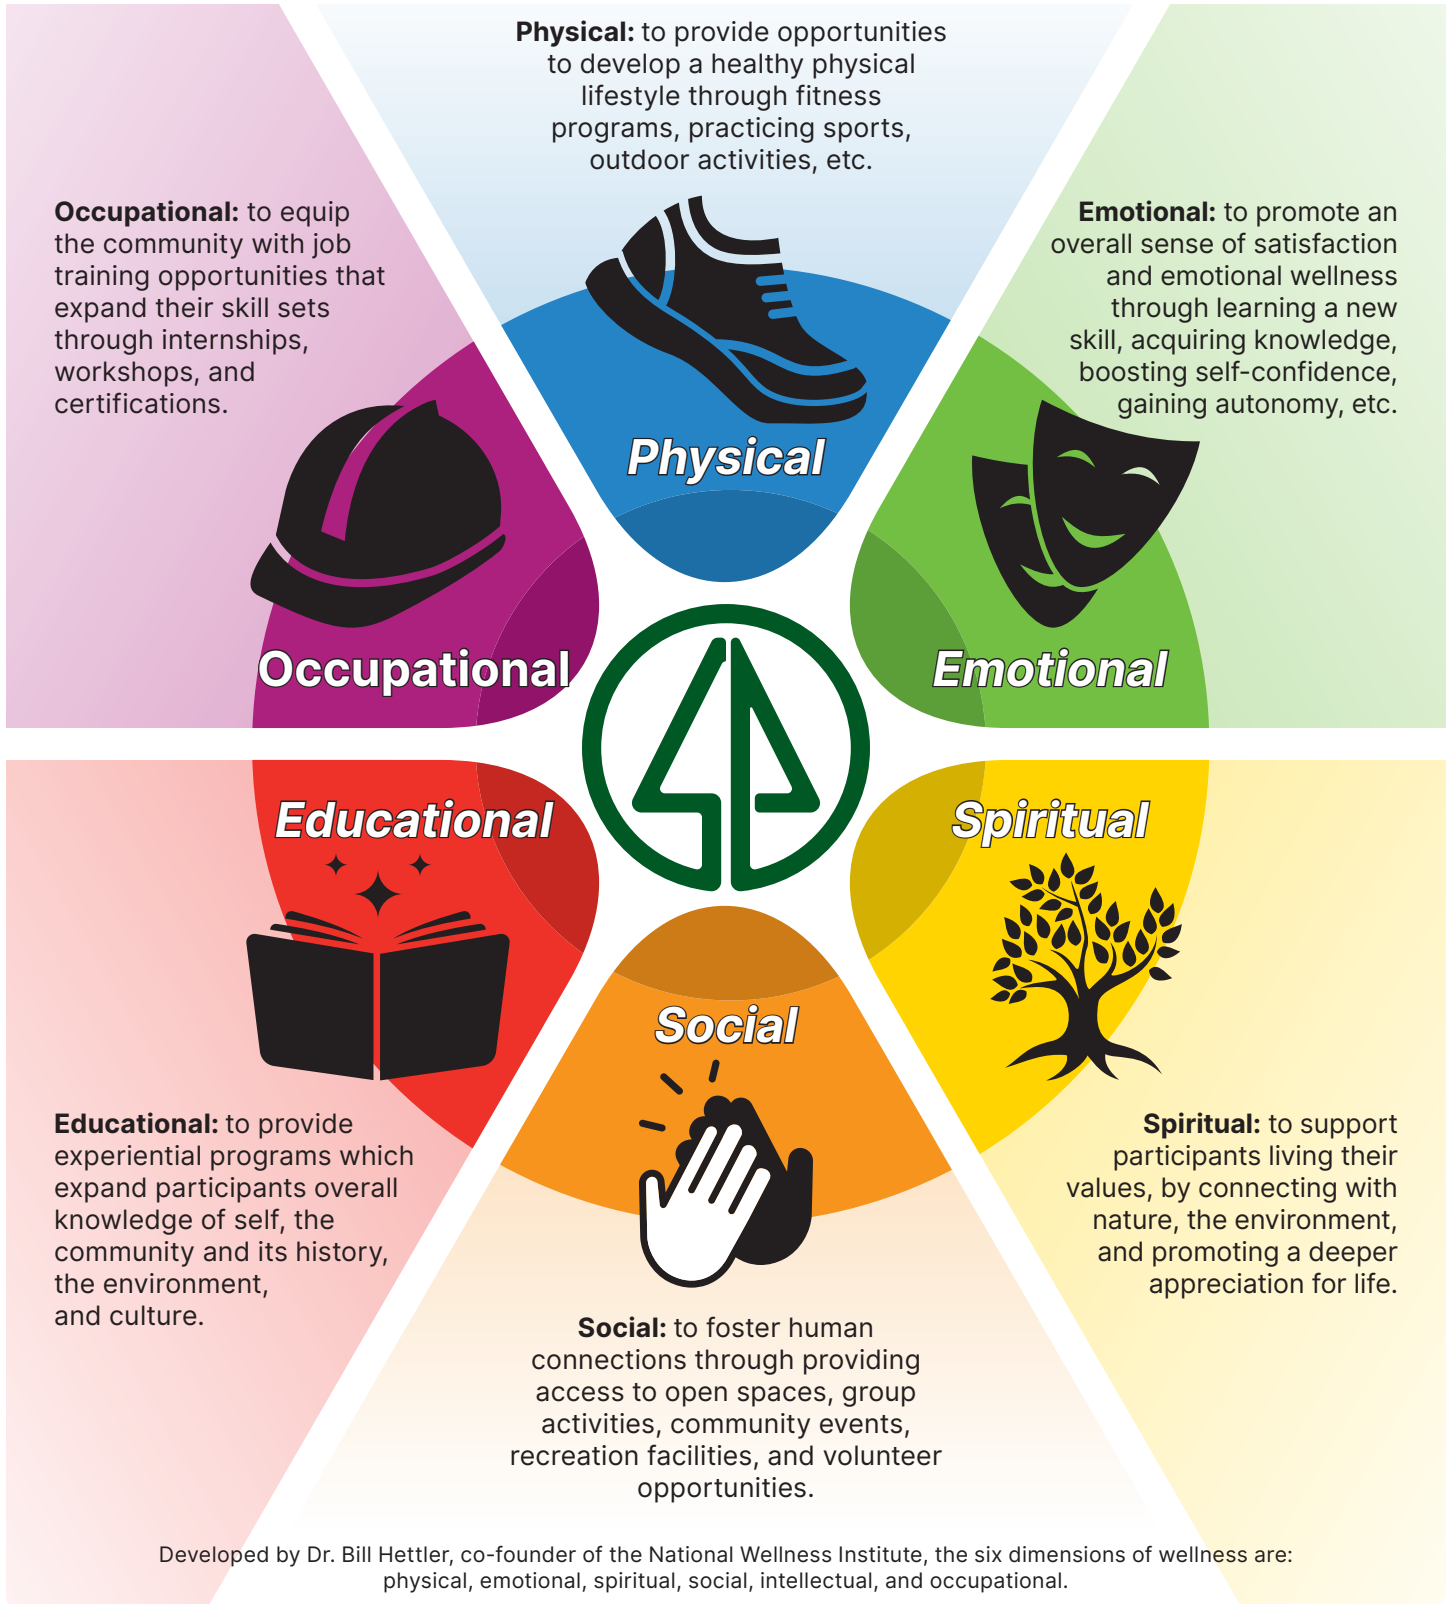 Physical: to provide opportunities
to develop a healthy physical
lifestyle through fitness
programs, practicing sports,
outdoor activities, etc.
Occupational: to equip
the community with job
training opportunities that
expand their skill sets
through internships,
workshops, and
certifications.
Emotional: to promote an
overall sense of satisfaction
and emotional wellness
through learning a new
skill, acquiring knowledge,
boosting self-confidence,
gaining autonomy, etc.
Physical
Occupational
Emotional
Educational
Spiritual
Social
Educational: to provide
experiential programs which
expand participants overall
knowledge of self, the
community and its history,
the environment,
and culture.
Spiritual: to support
participants living their
values, by connecting with
nature, the environment,
and promoting a deeper
appreciation for life.
Social: to foster human
connections through providing
access to open spaces, group
activities, community events,
recreation facilities, and volunteer
opportunities.
Developed by Dr. Bill Hettler, co-founder of the National Wellness Institute, the six dimensions of wellness are:
physical, emotional, spiritual, social, intellectual, and occupational.